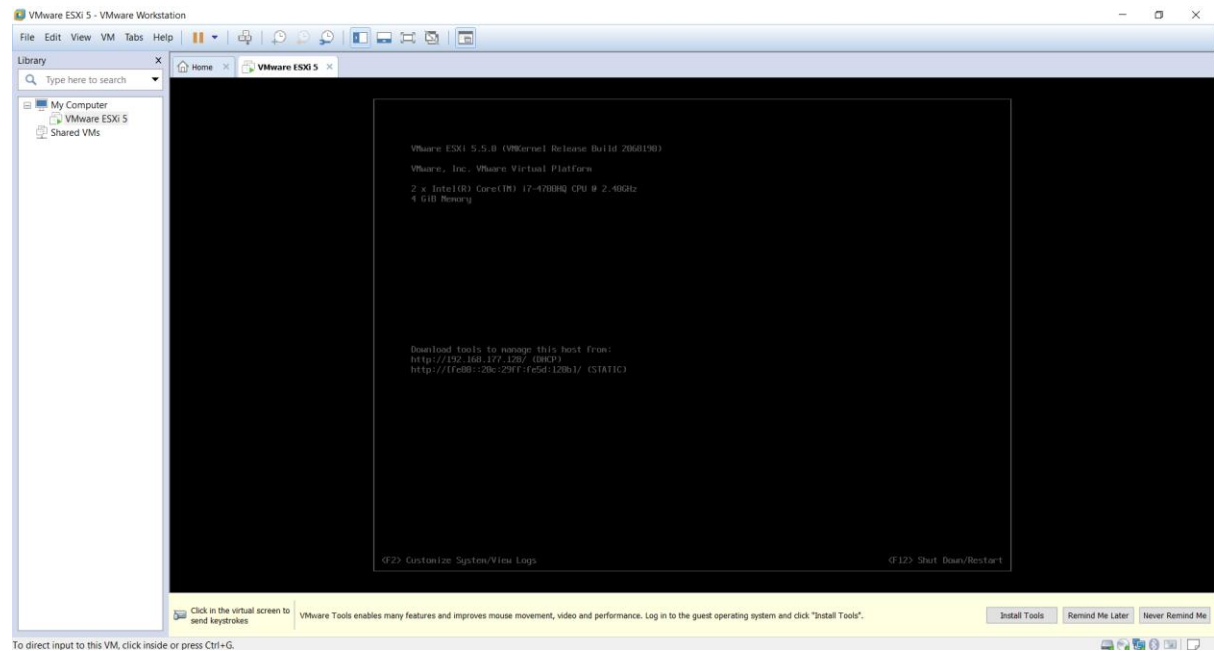 VMware ESXi 5 - VMware Workstation
File Edit View VM Tabs Help
Library X
Home × VMware ESXi 5 ×
Type here to search
My Computer
VMware ESXi 5
Shared VMs
VMware ESXi 5.5.0 (VMKernel Release Build 2068190)
VMware, Inc. VMware Virtual Platform
2 x Intel(R) Core(TM) i7-4700HQ CPU @ 2.40GHz
4 GiB Memory
Download tools to manage this host from:
http://192.168.177.128/ (DHCP)
http://[fe80::20c:29ff:fe5d:120b]/ (STATIC)
<F2> Customize System/View Logs <F12> Shut Down/Restart
Click in the virtual screen to
send keystrokes
VMware Tools enables many features and improves mouse movement, video and performance. Log in to the guest operating system and click "Install Tools".
Install Tools Remind Me Later Never Remind Me
To direct input to this VM, click inside or press Ctrl+G.